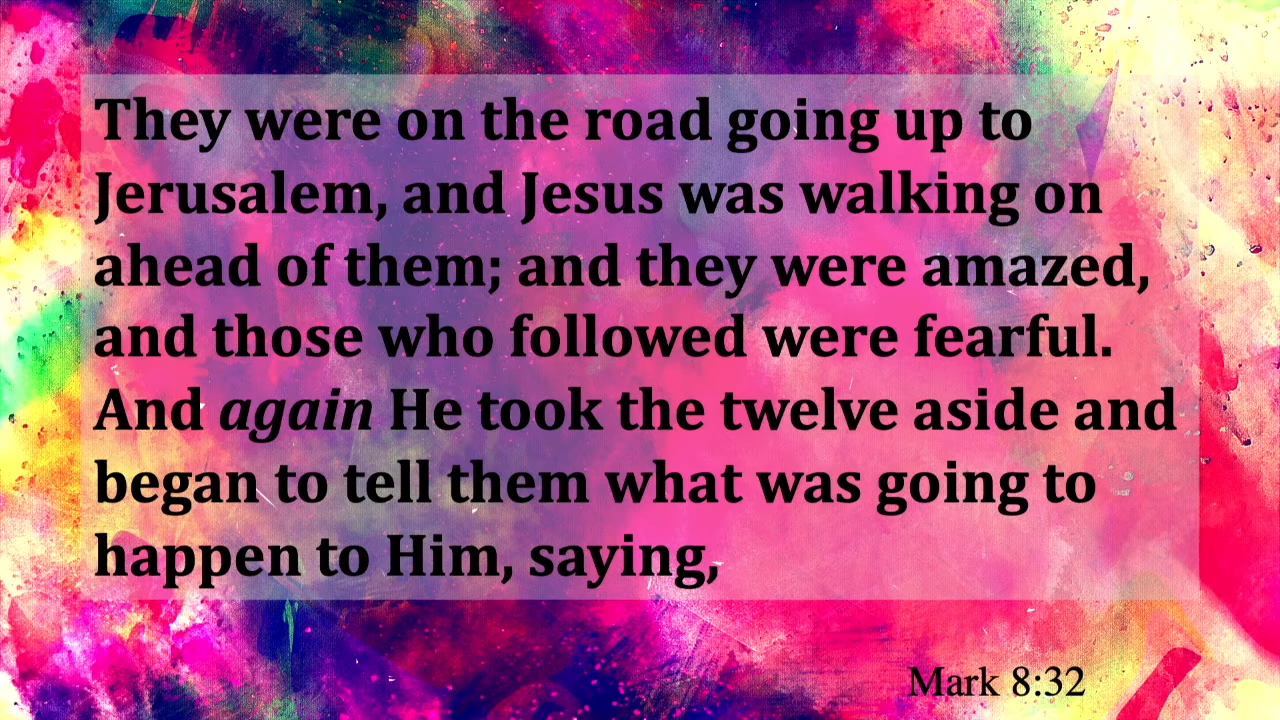 They were on the road going up to
Jerusalem, and Jesus was walking on
ahead of them; and they were amazed,
and those who followed were fearful.
And again He took the twelve aside and
began to tell them what was going to
happen to Him, saying,
Mark 8:32